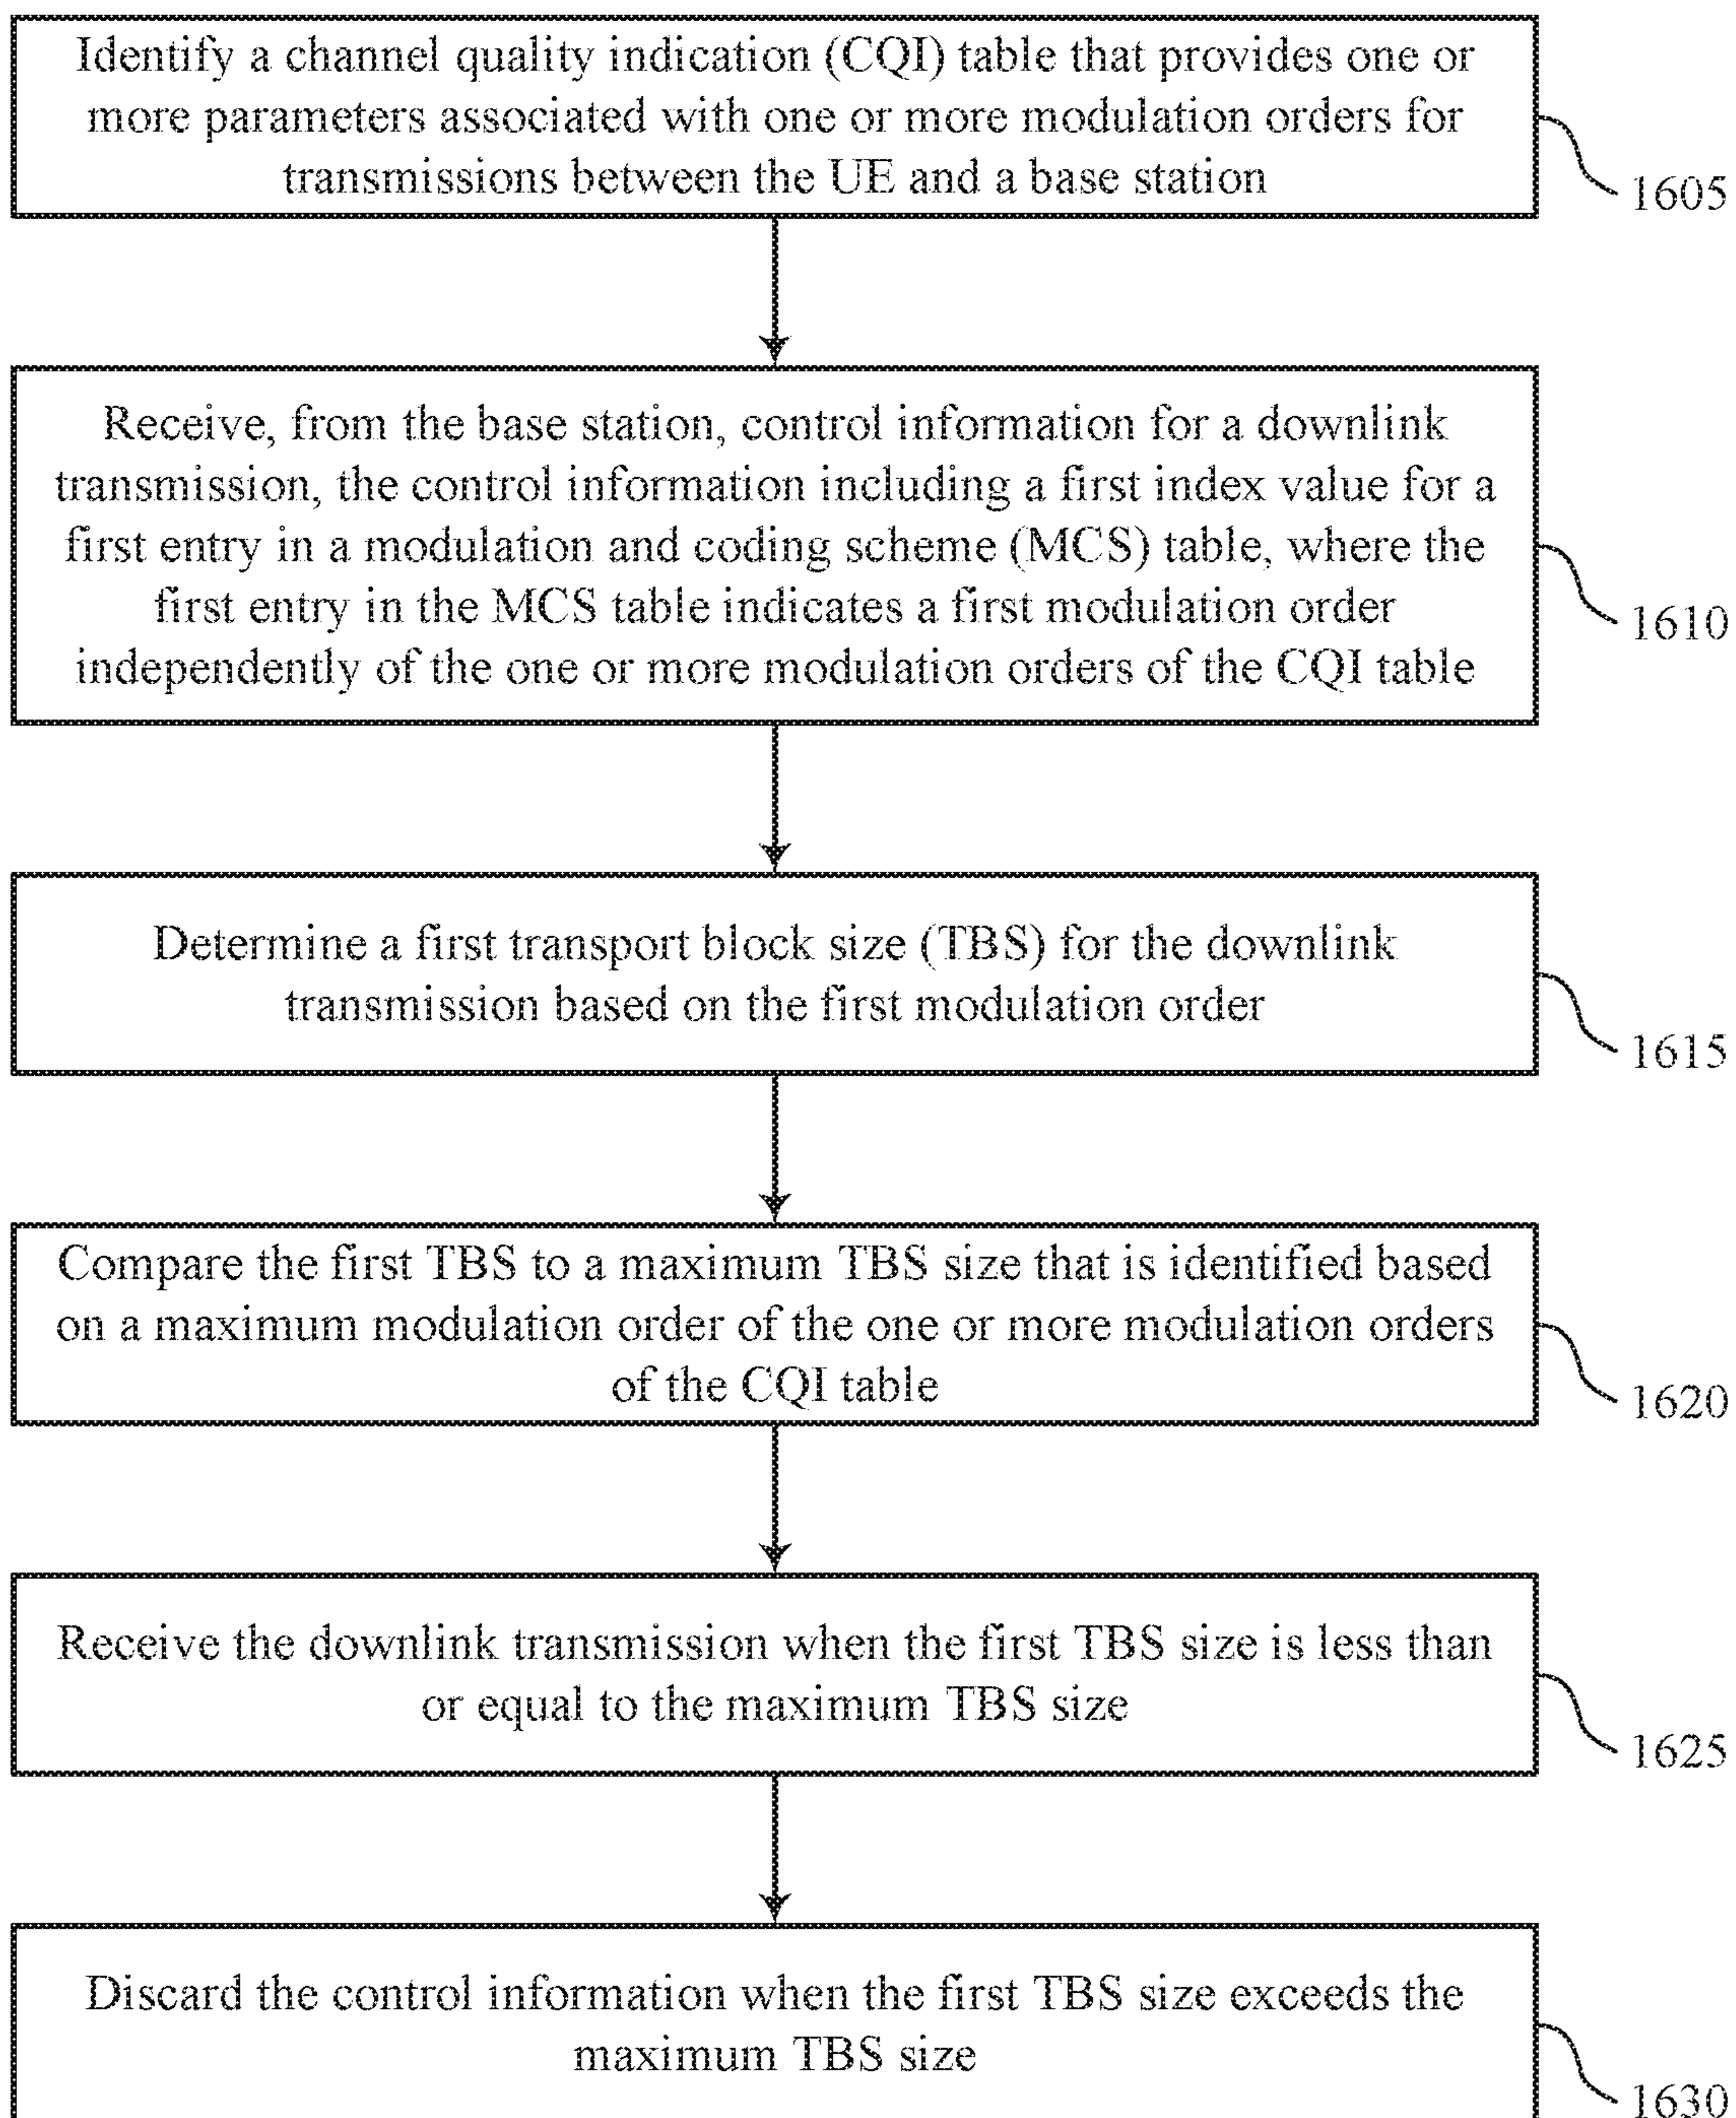 Identify a channel quality indication (CQI) table that provides one or
more parameters associated with one or more modulation orders for
transmissions between the UE and a base station
1605
Receive, from the base station, control information for a downlink
transmission, the control information including a first index value for a
first entry in a modulation and coding scheme (MCS) table, where the
first entry in the MCS table indicates a first modulation order
independently of the one or more modulation orders of the CQI table
1610
Determine a first transport block size (TBS) for the downlink
transmission based on the first modulation order
1615
Compare the first TBS to a maximum TBS size that is identified based
on a maximum modulation order of the one or more modulation orders
of the CQI table
1620
Receive the downlink transmission when the first TBS size is less than
or equal to the maximum TBS size
1625
Discard the control information when the first TBS size exceeds the
maximum TBS size
1630